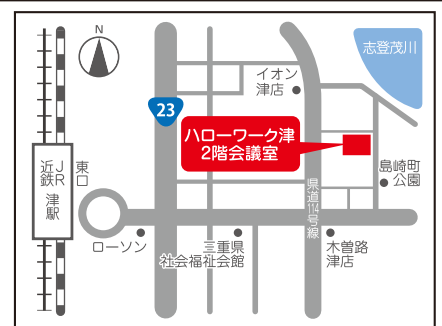 N
志登茂川
イオン
津店
23
ハローワーク津
2階会議室
近鉄
JR
津駅
東口
島崎町
公園
県道114号線
ローソン
三重県
社会福祉会館
木曽路
津店